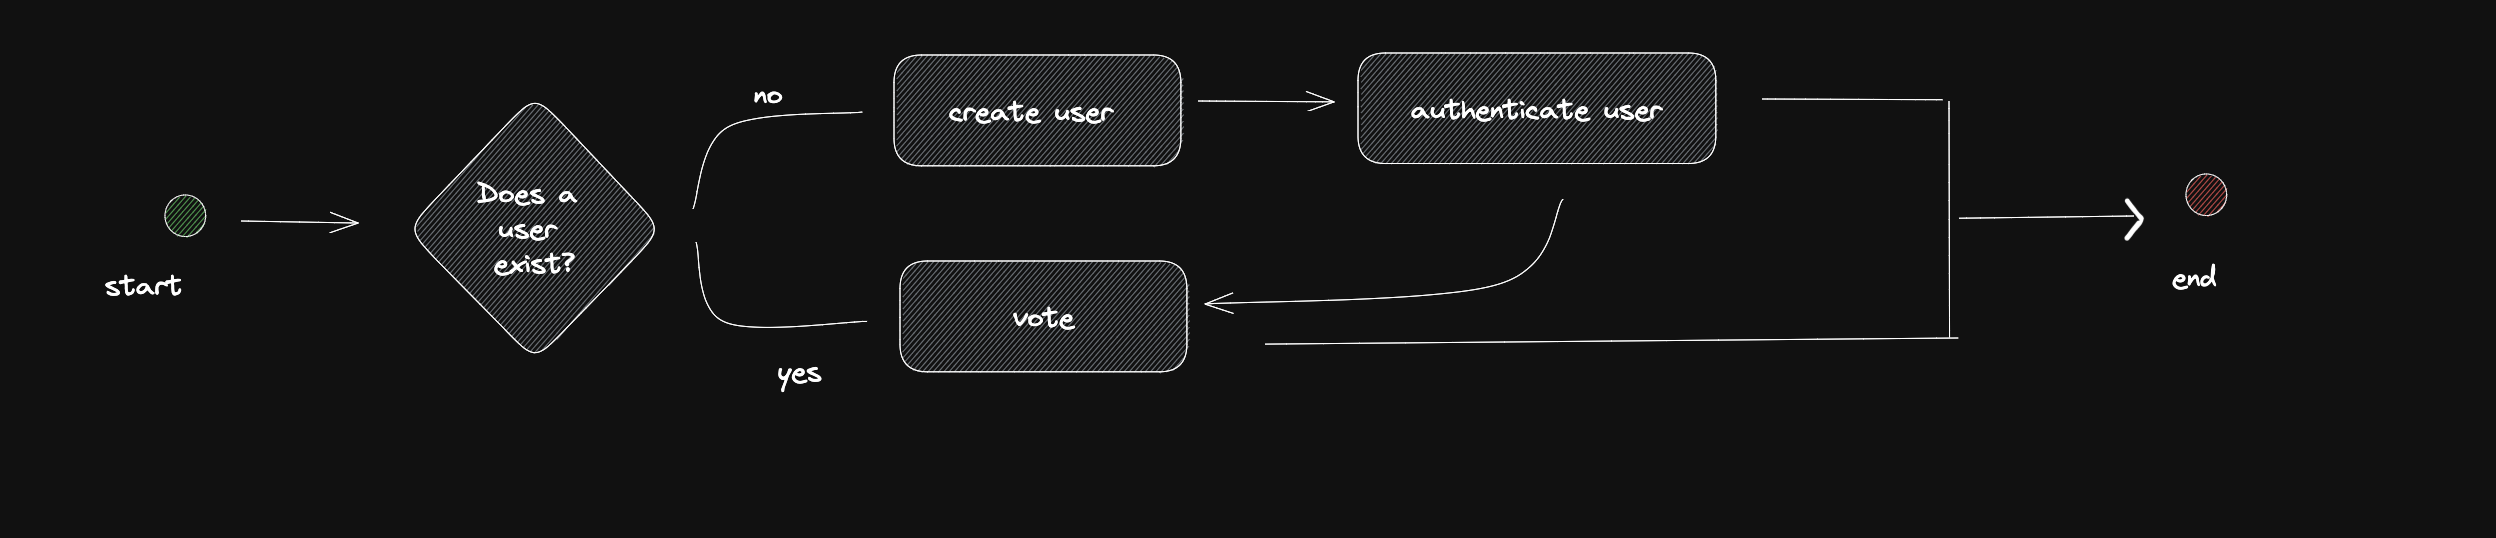 start
Does a
user
exist?
no
yes
create user
authenticate user
vote
end